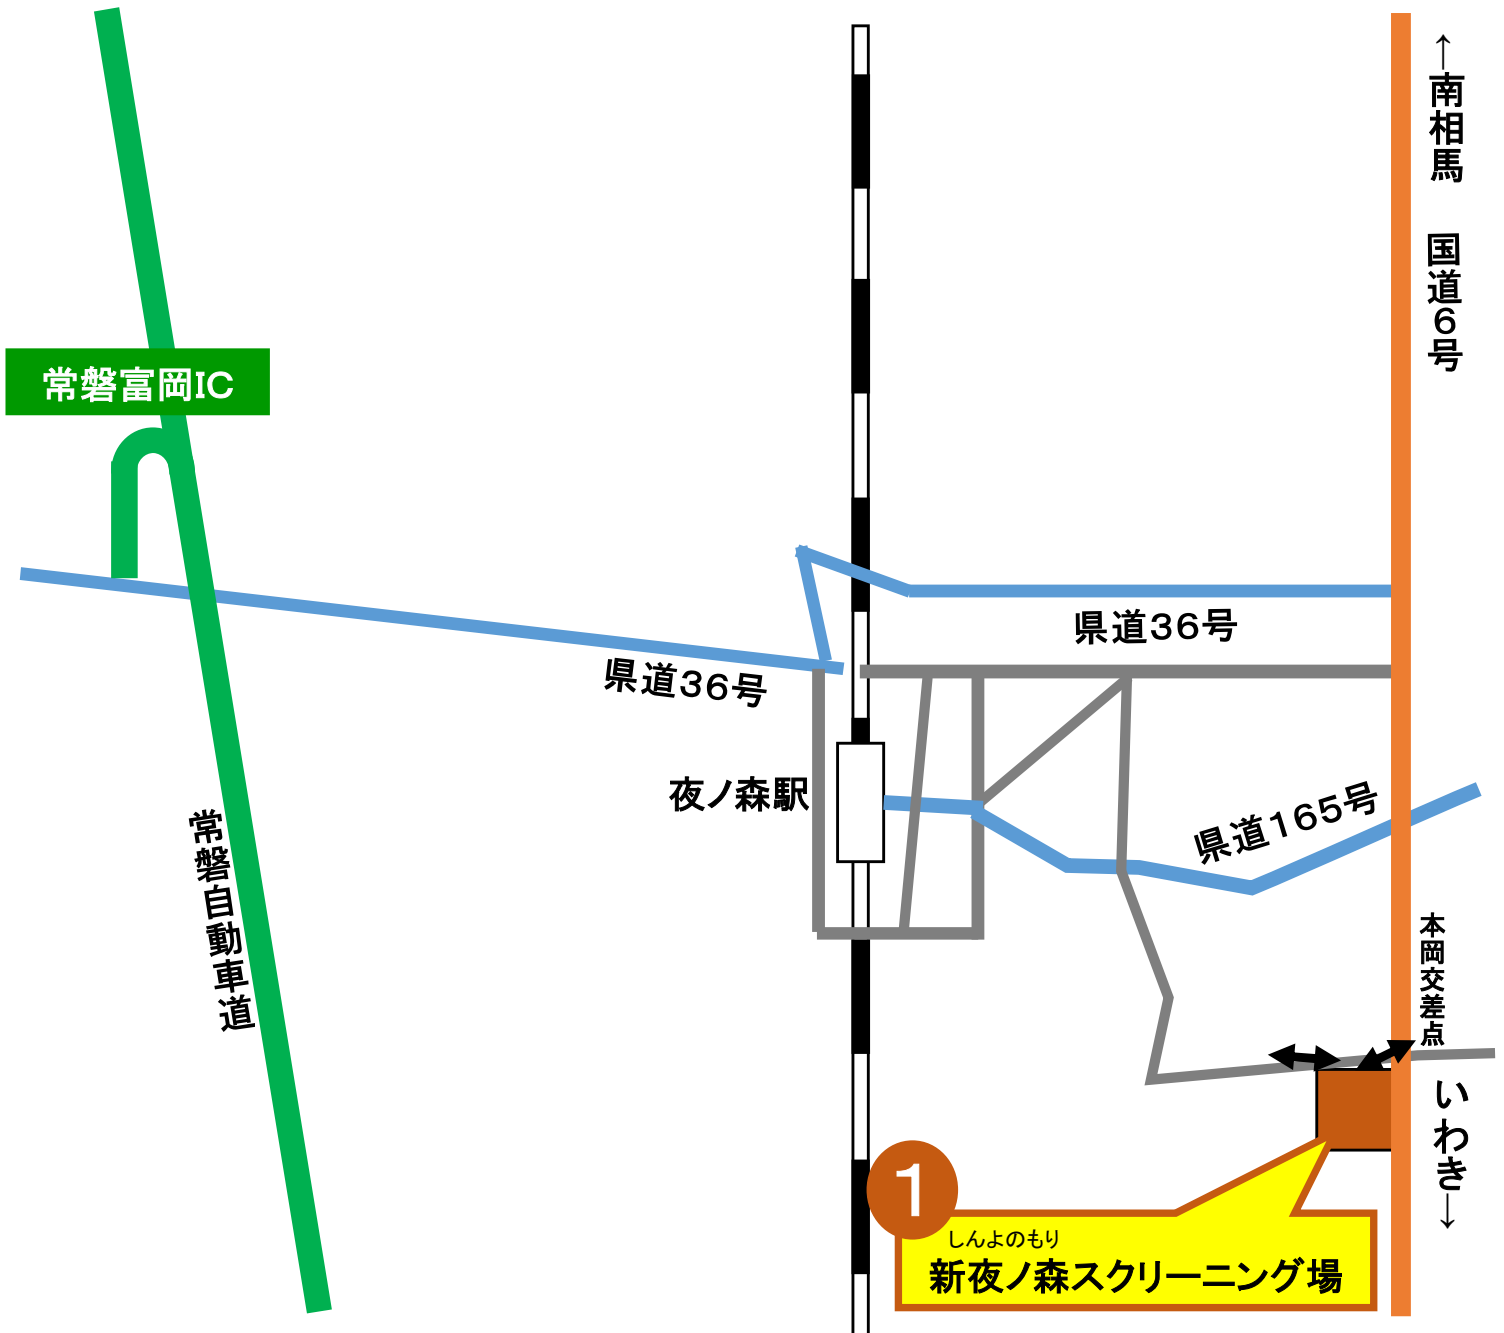 ↑南相馬
国道6号
常磐富岡IC
県道36号
県道36号
夜ノ森駅
県道165号
常磐自動車道
本岡交差点
いわき↓
1
しんよのもり
新夜ノ森スクリーニング場